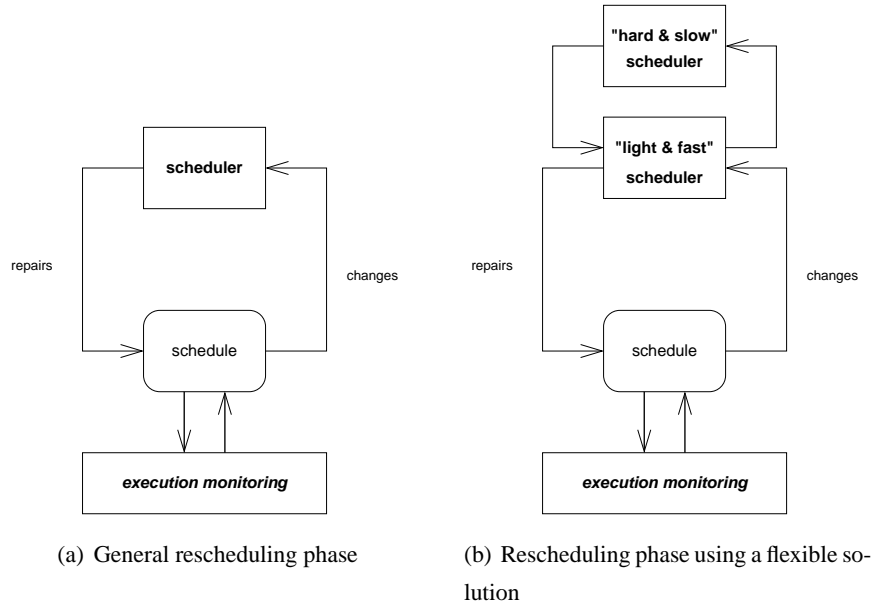 scheduler
repairs
changes
schedule
execution monitoring
(a) General rescheduling phase
"hard & slow"
scheduler
"light & fast"
scheduler
repairs
changes
schedule
execution monitoring
(b) Rescheduling phase using a flexible so-
lution